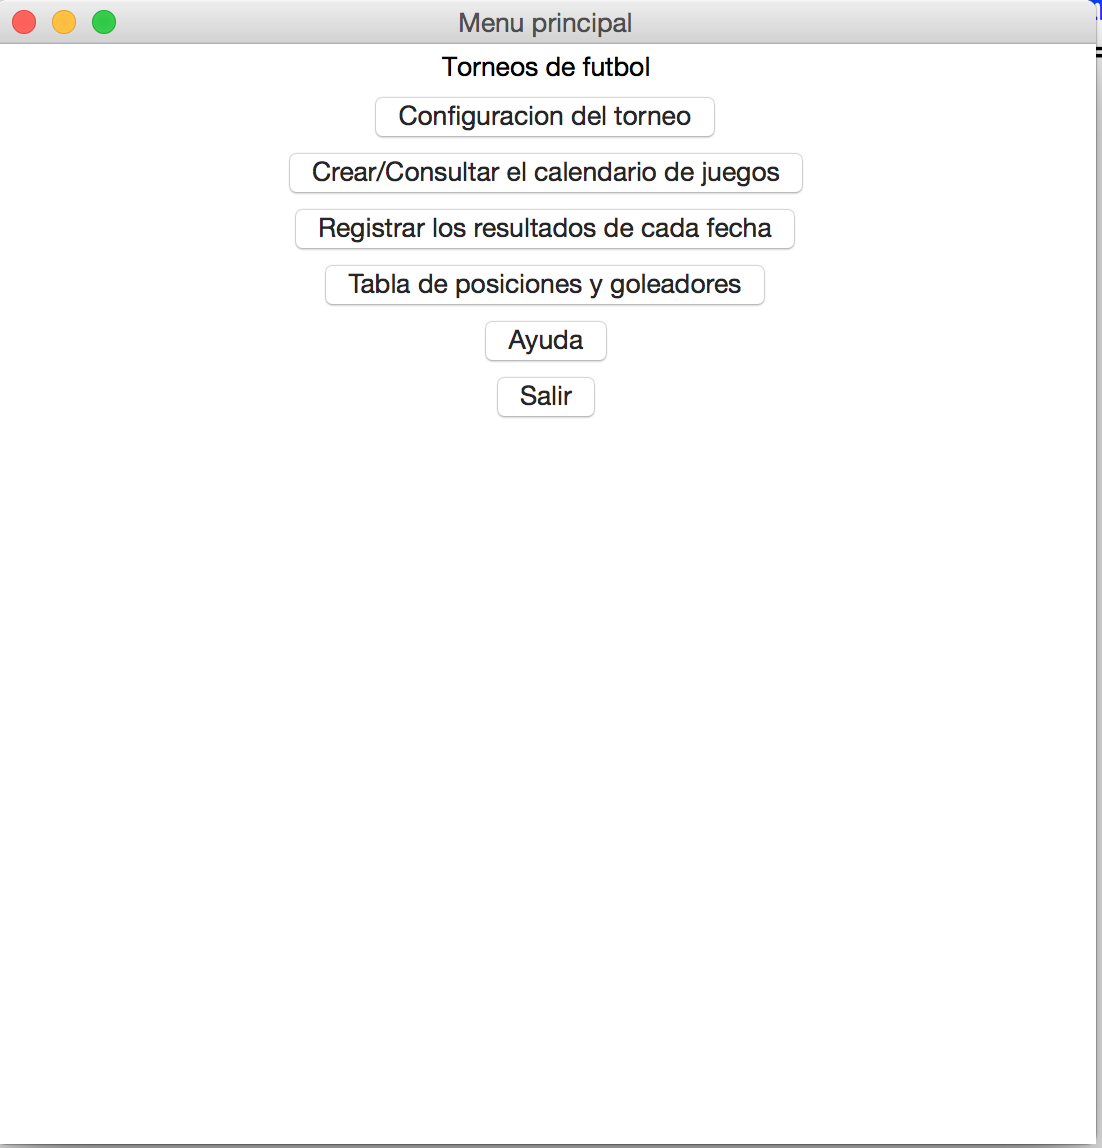 Menu principal
Torneos de futbol
Configuracion del torneo
Crear/Consultar el calendario de juegos
Registrar los resultados de cada fecha
Tabla de posiciones y goleadores
Ayuda
Salir